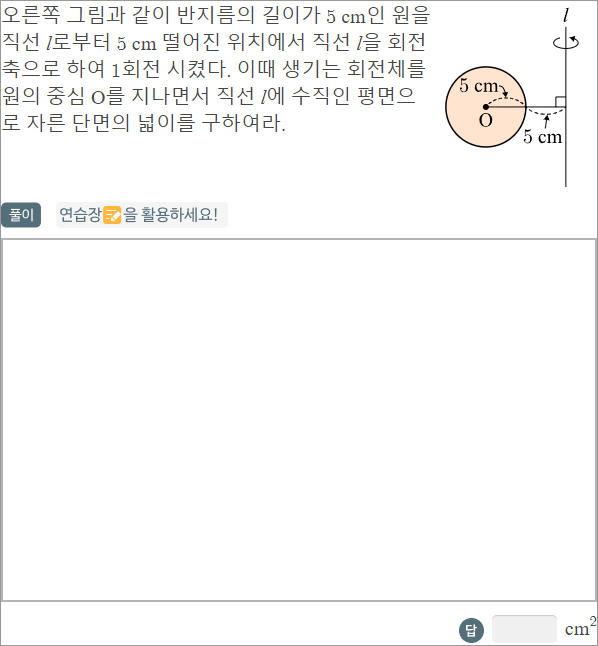 오른쪽 그림과 같이 반지름의 길이가 5 cm인 원을
직선 l로부터 5 cm 떨어진 위치에서 직선 l을 회전
축으로 하여 1회전 시켰다. 이때 생기는 회전체를
원의 중심 O를 지나면서 직선 l에 수직인 평면으
로 자른 단면의 넓이를 구하여라.
l
5 cm
O
5 cm
풀이 연습장을 활용하세요!
답 cm²